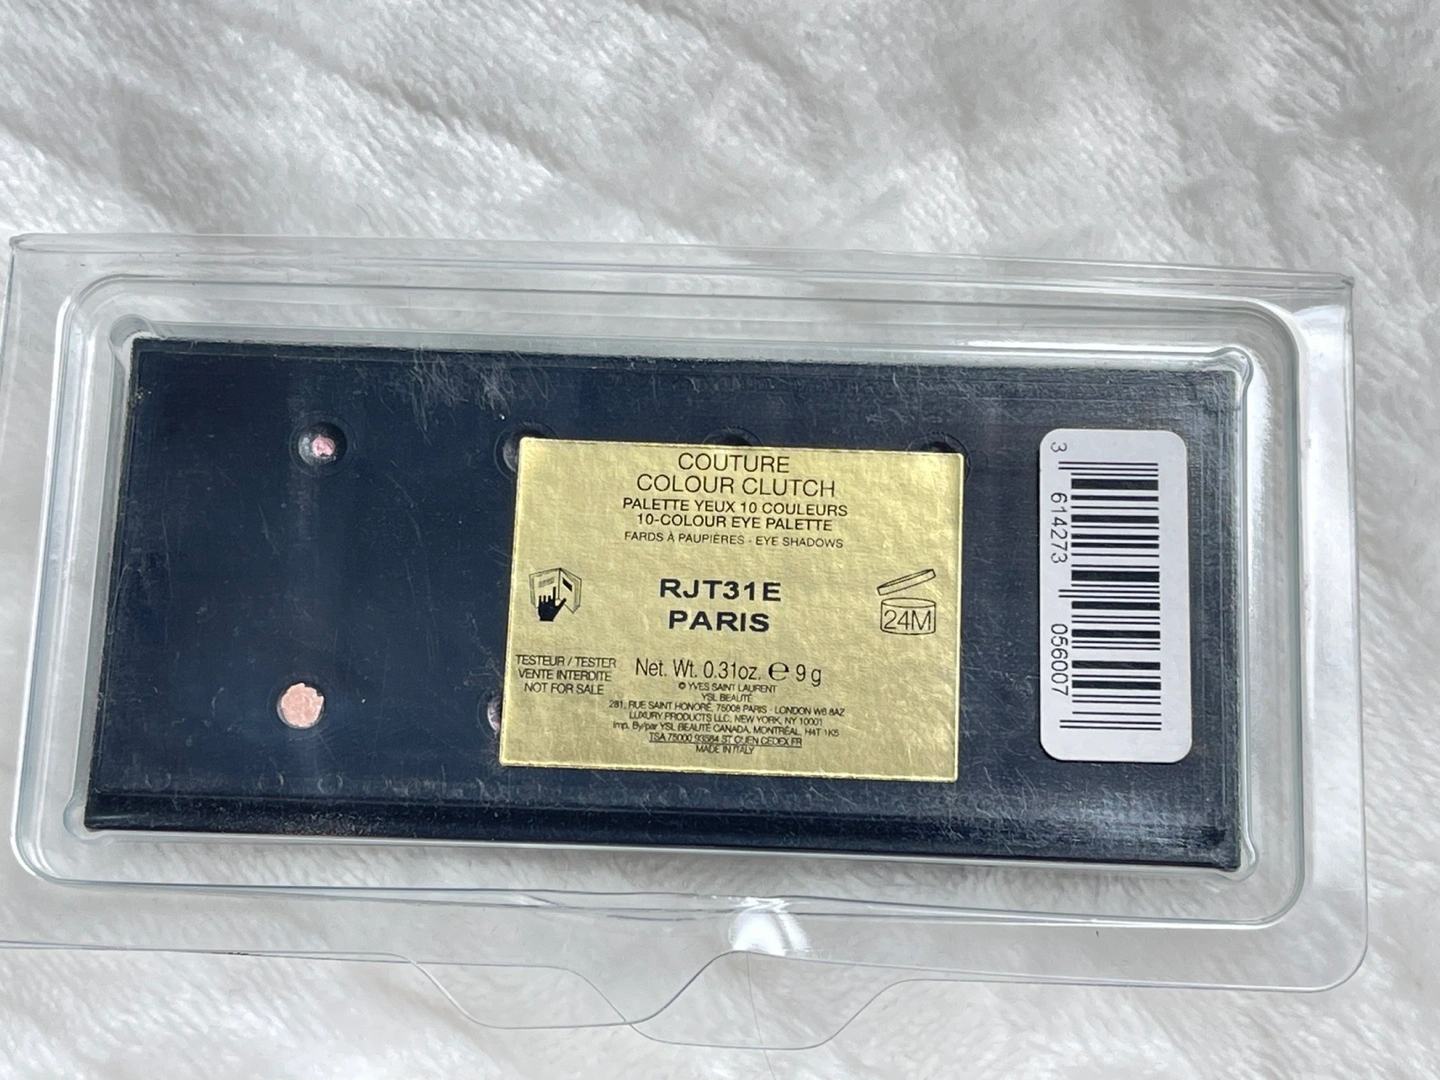 COUTURE
COLOUR CLUTCH
PALETTE YEUX 10 COULEURS
10-COLOUR EYE PALETTE
FARDS À PAUPIÈRES - EYE SHADOWS
RJT31E
PARIS
24M
TESTEUR / TESTER
VENTE INTERDITE
NOT FOR SALE
Net. Wt. 0.31oz. ℮ 9 g
© YVES SAINT LAURENT
YSL BEAUTÉ
281, RUE SAINT HONORÉ, 75008 PARIS - LONDON W6 8AZ
LUXURY PRODUCTS LLC, NEW YORK, NY 10001
Imp. By/par YSL BEAUTÉ CANADA, MONTRÉAL, H4T 1K5
TSA 75000 93584 ST OUEN CEDEX FR
MADE IN ITALY
3 614273 056007